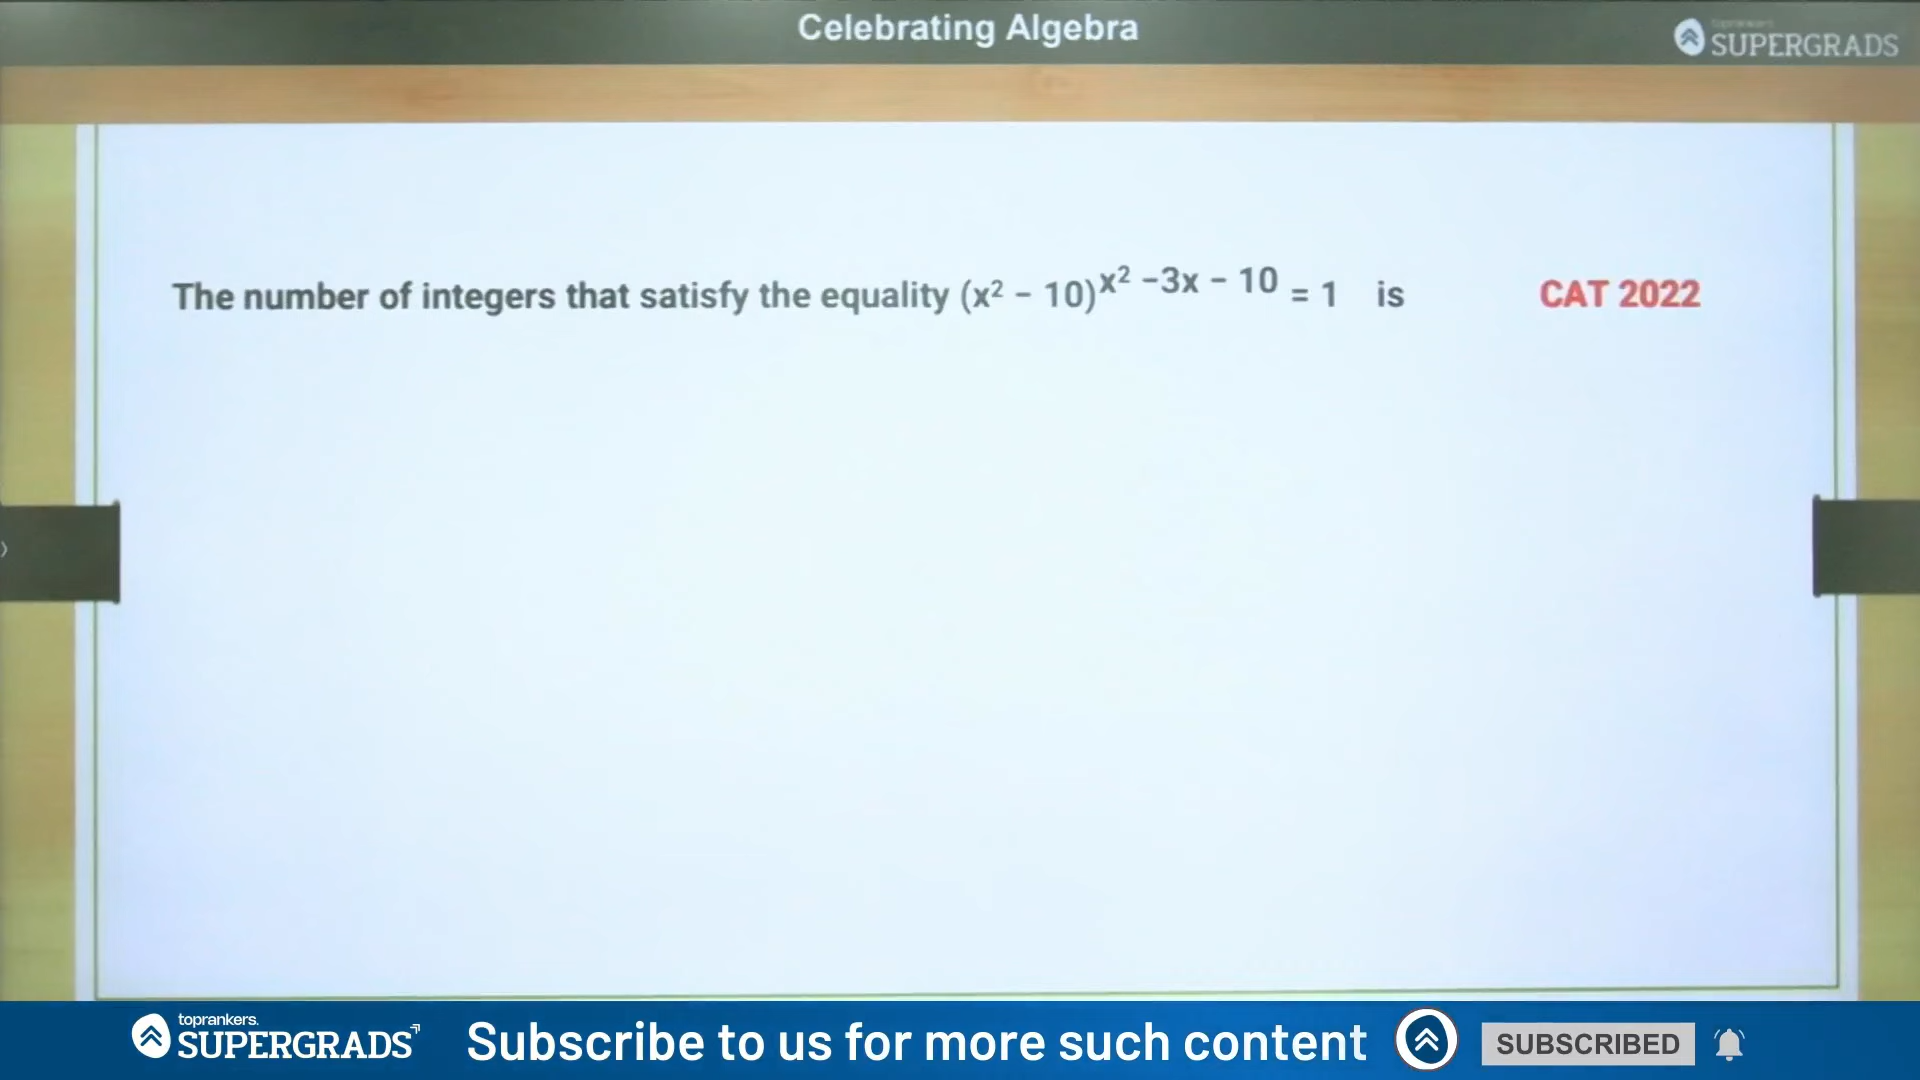 Celebrating Algebra
toprankers
SUPERGRADS
The number of integers that satisfy the equality (x² − 10)^x² −3x − 10 = 1 is CAT 2022
toprankers.
SUPERGRADS
Subscribe to us for more such content
SUBSCRIBED